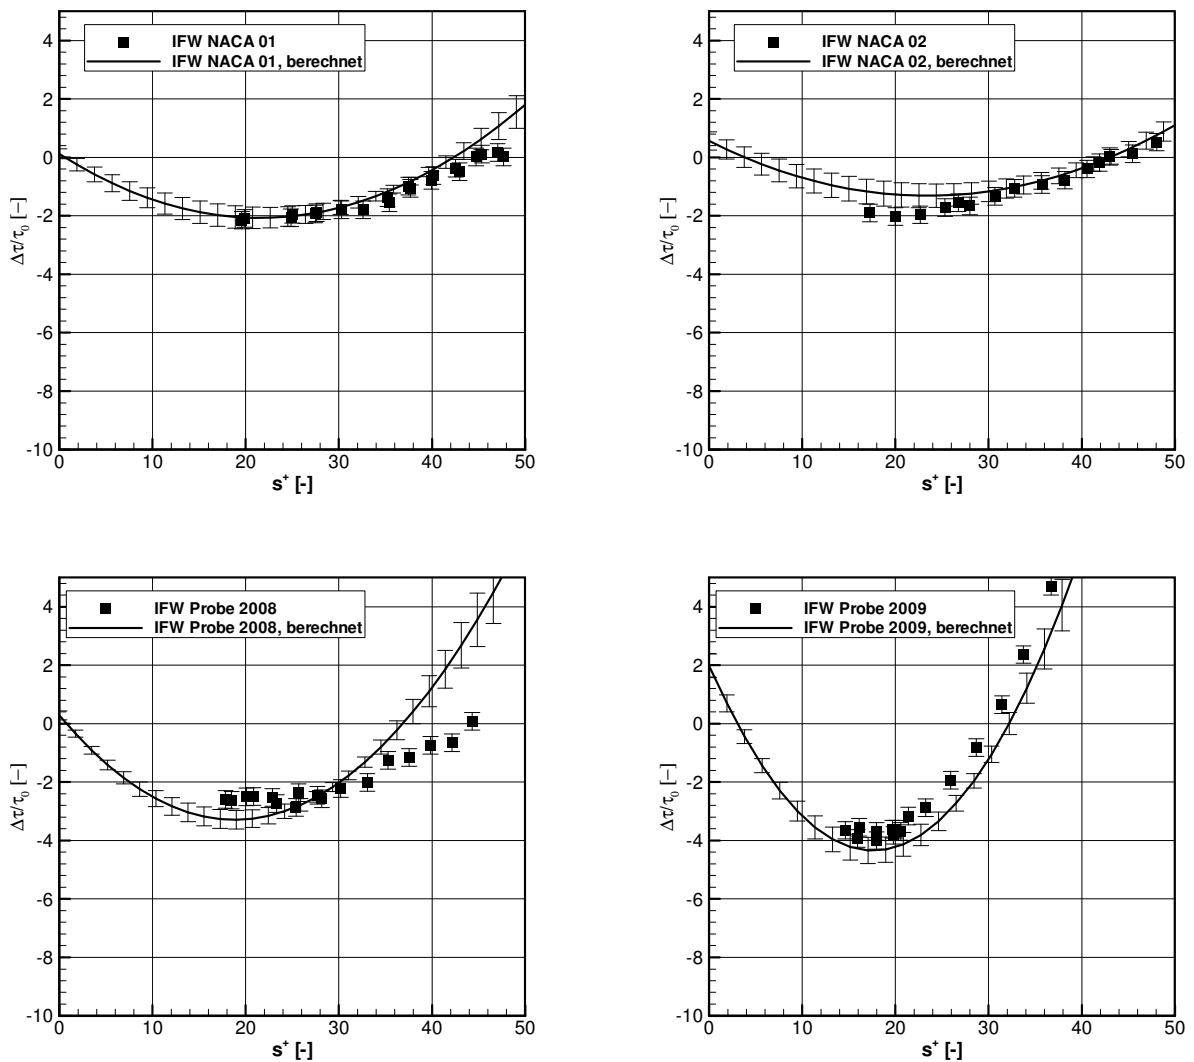 4
2
0
-2
-4
-6
-8
-10
0 10 20 30 40 50
s⁺ [-]
Δτ/τ₀ [–]
IFW NACA 01
IFW NACA 01, berechnet
4
2
0
-2
-4
-6
-8
-10
0 10 20 30 40 50
s⁺ [-]
Δτ/τ₀ [–]
IFW NACA 02
IFW NACA 02, berechnet
4
2
0
-2
-4
-6
-8
-10
0 10 20 30 40 50
s⁺ [-]
Δτ/τ₀ [–]
IFW Probe 2008
IFW Probe 2008, berechnet
4
2
0
-2
-4
-6
-8
-10
0 10 20 30 40 50
s⁺ [-]
Δτ/τ₀ [–]
IFW Probe 2009
IFW Probe 2009, berechnet